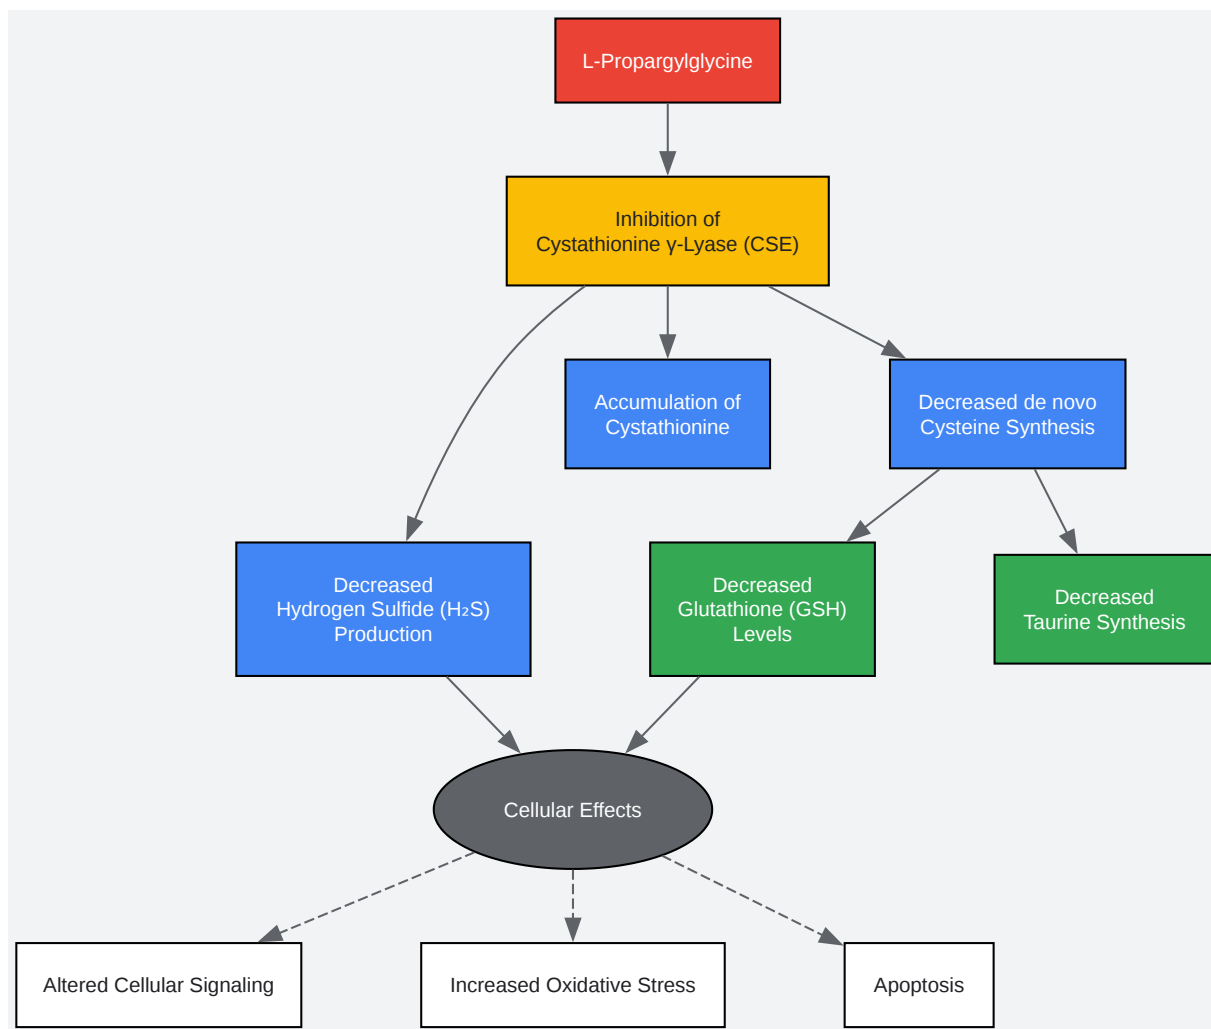 L-Propargylglycine
Inhibition of
Cystathionine γ-Lyase (CSE)
Accumulation of
Cystathionine
Decreased de novo
Cysteine Synthesis
Decreased
Hydrogen Sulfide (H₂S)
Production
Decreased
Glutathione (GSH)
Levels
Decreased
Taurine Synthesis
Cellular Effects
Altered Cellular Signaling
Increased Oxidative Stress
Apoptosis